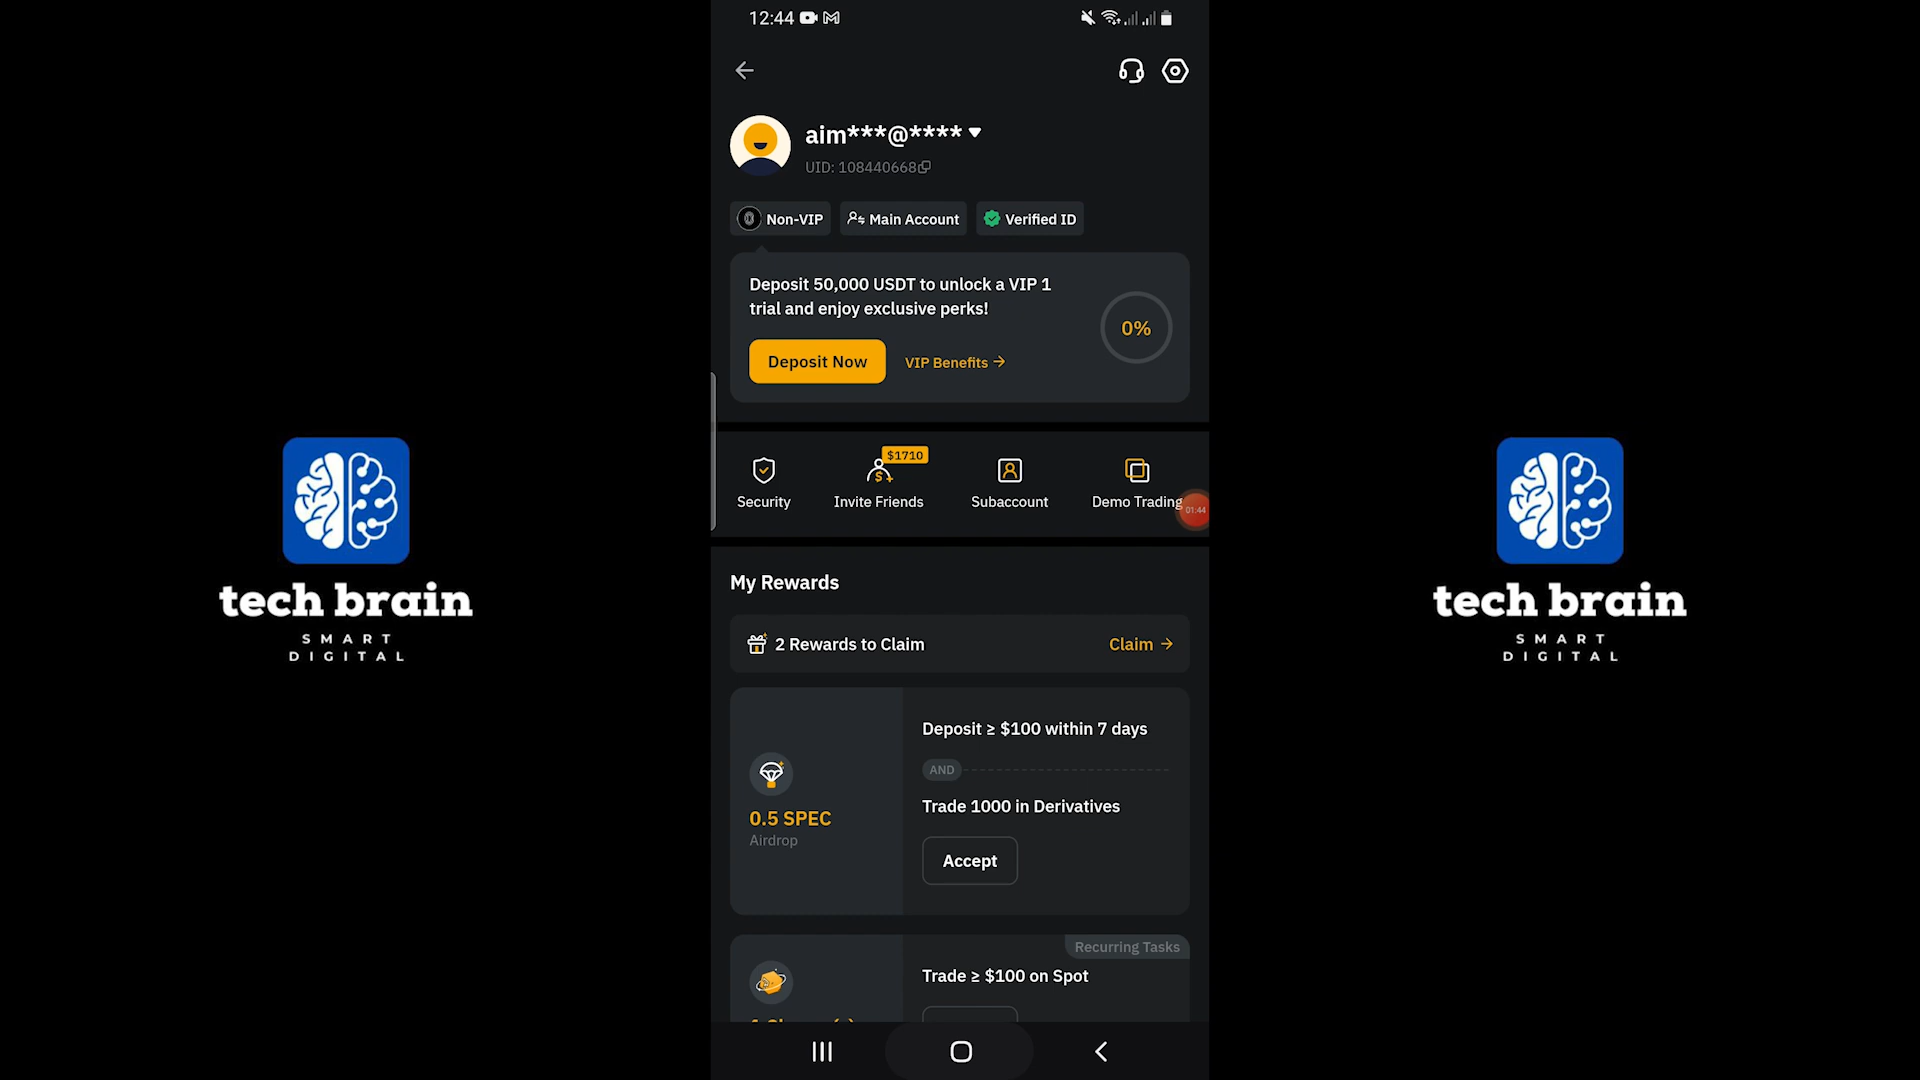 12:44
aim***@****
UID: 108440668
Non-VIP
Main Account
Verified ID
Deposit 50,000 USDT to unlock a VIP 1
trial and enjoy exclusive perks!
0%
Deposit Now
VIP Benefits
$1710
Security
Invite Friends
Subaccount
Demo Trading
01:44
My Rewards
2 Rewards to Claim
Claim
Deposit ≥ $100 within 7 days
AND
Trade 1000 in Derivatives
0.5 SPEC
Airdrop
Accept
Recurring Tasks
Trade ≥ $100 on Spot
tech brain
SMART
DIGITAL
tech brain
SMART
DIGITAL